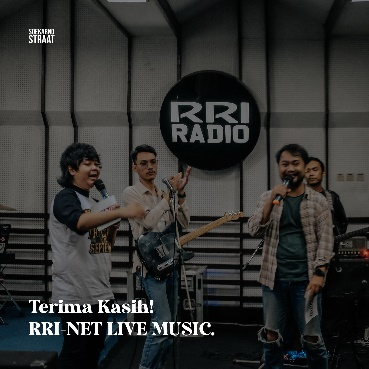 SOEKARNO
STRAAT
RRI
RADIO
Terima Kasih!
RRI-NET LIVE MUSIC.